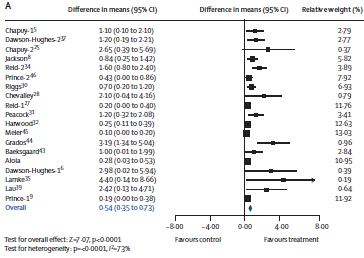 A
Difference in means (95% CI) Difference in means (95% CI) Relative weight (%)
Chapuy-1⁵ 1·10 (0·10 to 2·10) 2·79
Dawson-Hughes-2³⁷ 1·20 (0·19 to 2·21) 2·77
Chapuy-2²⁵ 2·65 (0·39 to 5·69) 0·37
Jackson⁸ 0·84 (0·25 to 1·42) 5·82
Reid-2³⁴ 1·60 (0·80 to 2·40) 3·89
Prince-2⁴⁶ 0·43 (0·00 to 0·86) 7·92
Riggs³⁰ 0·70 (0·20 to 1·20) 6·93
Chevalley²⁸ 2·10 (0·04 to 4·16) 0·79
Reid-1²⁷ 0·20 (0·00 to 0·40) 11·76
Peacock³¹ 1·20 (0·32 to 2·08) 3·41
Harwood³² 0·25 (0·11 to 0·39) 12·63
Meier⁴⁵ 0·10 (0·00 to 0·20) 13·03
Grados⁴⁴ 3·19 (1·34 to 5·04) 0·96
Baeksgaard⁴³ 1·00 (0·01 to 1·99) 2·84
Aloia 0·28 (0·03 to 0·53) 10·95
Dawson-Hughes-1⁶ 2·98 (0·02 to 5·94) 0·39
Lamke³⁵ 4·40 (0·14 to 8·66) 0·19
Lau³⁹ 2·42 (0·13 to 4·71) 0·64
Prince-1⁹ 0·19 (0·00 to 0·38) 11·92
Overall 0·54 (0·35 to 0·73)
–8·00 –4·00 0·00 4·00 8·00
Test for overall effect: Z=7·07, p<0·0001 Favours control Favours treatment
Test for heterogeneity: p=<0·0001, I²=73%